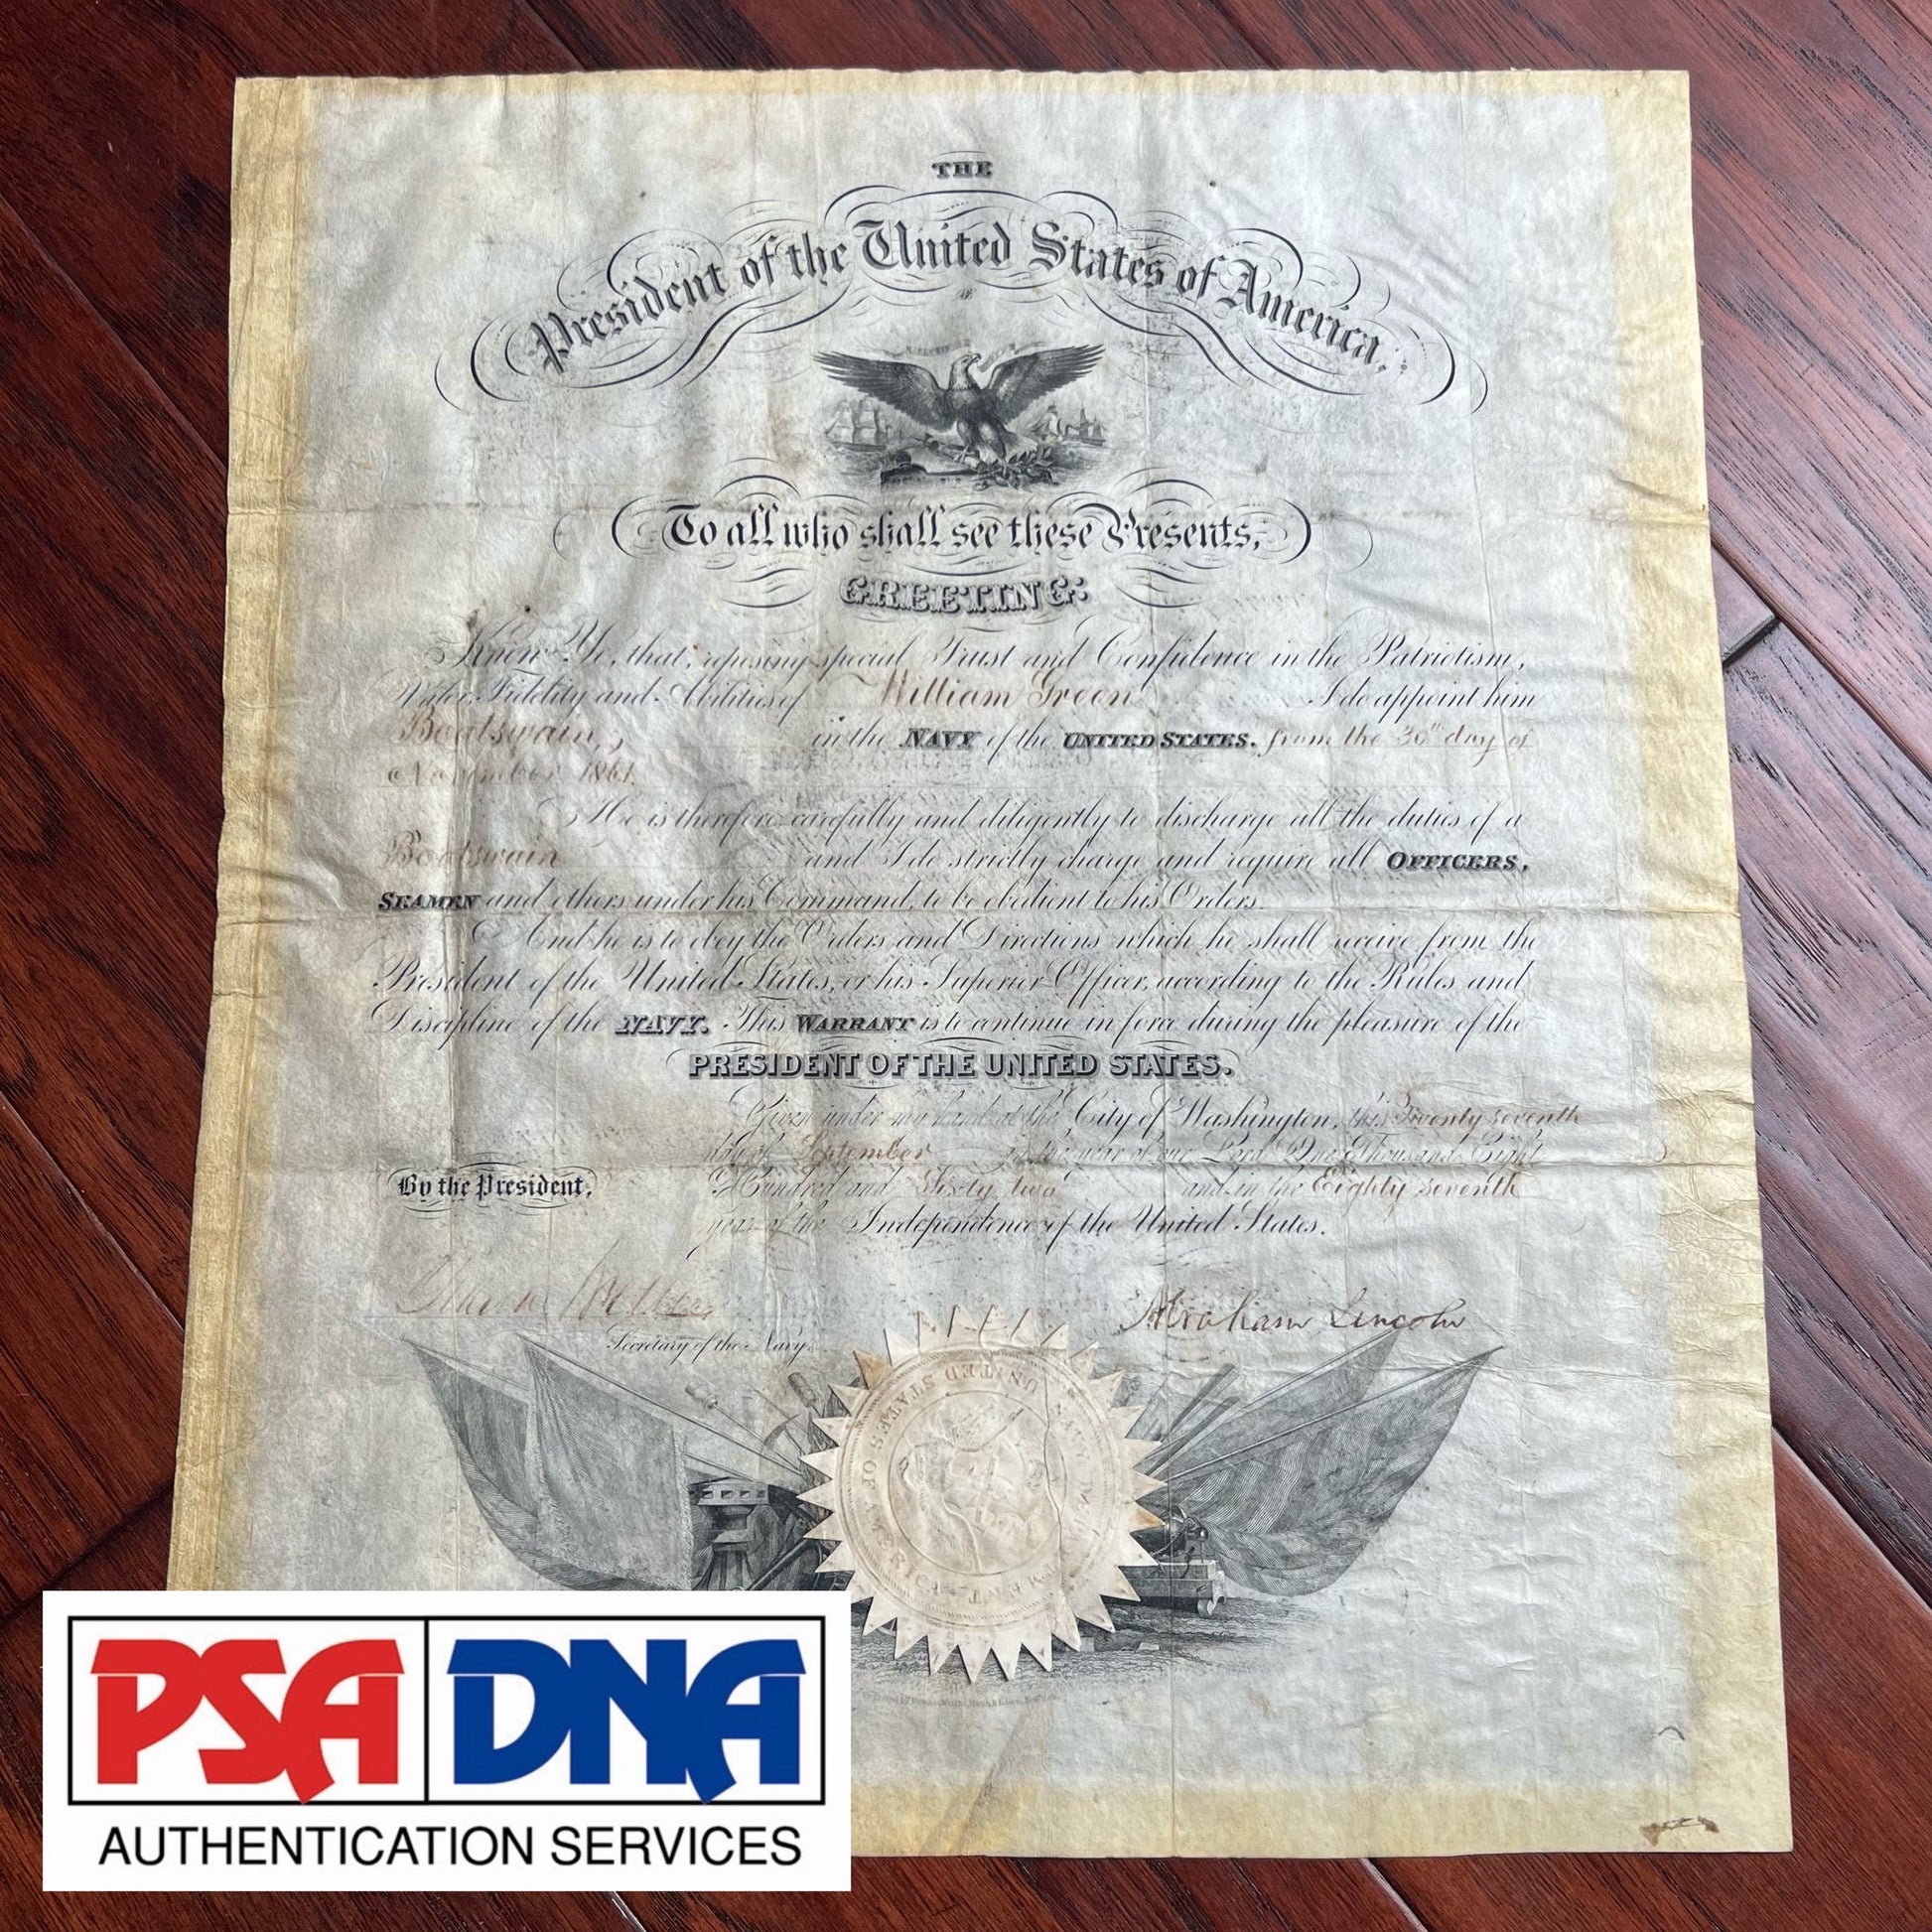 THE
President of the United States of America,
To all who shall see these Presents,
GREETING:
Know Ye, that, reposing special Trust and Confidence in the Patriotism,
Valor, Fidelity and Abilities of William Green I do appoint him
Boatswain, in the NAVY of the UNITED STATES. from the 30th day of
November 1861.
He is therefore carefully and diligently to discharge all the duties of a
Boatswain and I do strictly charge and require all OFFICERS,
SEAMEN and others under his Command, to be obedient to his Orders.
And he is to obey the Orders and Directions which he shall receive from the
President of the United States, or his Superior Officer, according to the Rules and
Discipline of the NAVY. This WARRANT is to continue in force during the pleasure of the
PRESIDENT OF THE UNITED STATES.
Given under my hand at the City of Washington, this Twenty seventh
day of September in the year of our Lord One Thousand Eight
By the President, Hundred and Sixty two and in the Eighty seventh
year of the Independence of the United States.
Gideon Welles Abraham Lincoln
Secretary of the Navy.
NAVY UNITED STATES OF AMERICA
PSA DNA
AUTHENTICATION SERVICES